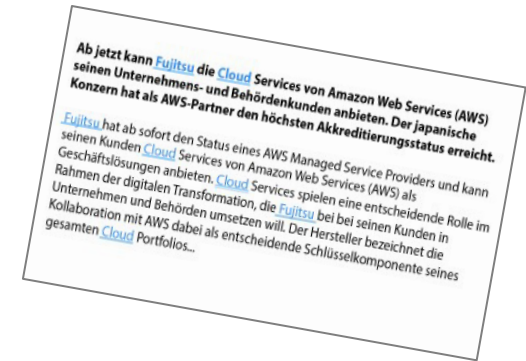 Ab jetzt kann Fujitsu die Cloud Services von Amazon Web Services (AWS)
seinen Unternehmens- und Behördenkunden anbieten. Der japanische
Konzern hat als AWS-Partner den höchsten Akkreditierungsstatus erreicht.
Fujitsu hat ab sofort den Status eines AWS Managed Service Providers und kann
seinen Kunden Cloud Services von Amazon Web Services (AWS) als
Geschäftslösungen anbieten. Cloud Services spielen eine entscheidende Rolle im
Rahmen der digitalen Transformation, die Fujitsu bei bei seinen Kunden in
Unternehmen und Behörden umsetzen will. Der Hersteller bezeichnet die
Kollaboration mit AWS dabei als entscheidende Schlüsselkomponente seines
gesamten Cloud Portfolios...